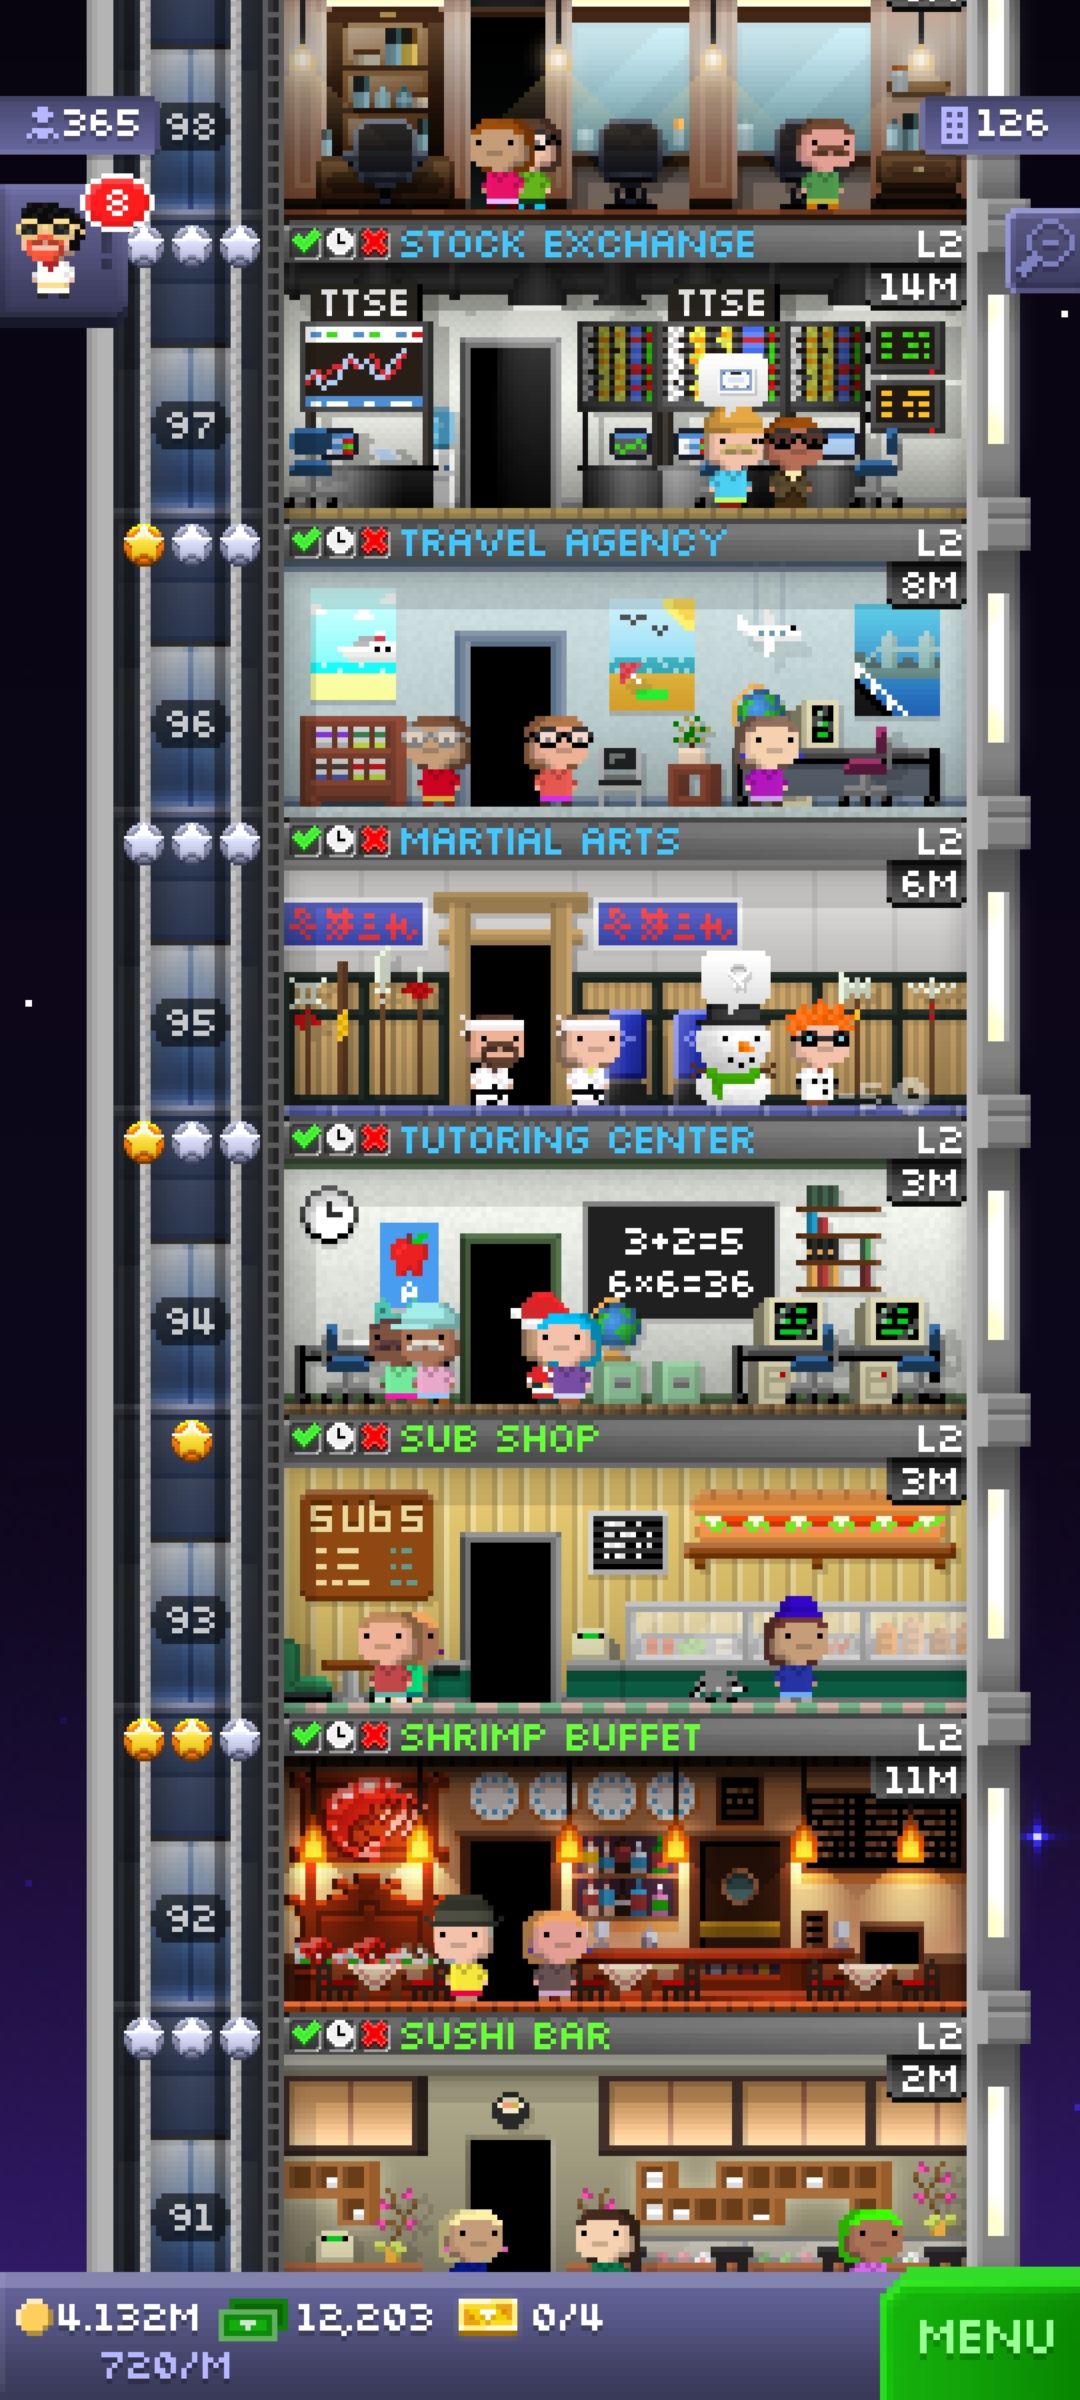 365
98
126
8
STOCK EXCHANGE L2
14M
TTSE TTSE
97
TRAVEL AGENCY L2
8M
96
MARTIAL ARTS L2
6M
95
TUTORING CENTER L2
3M
3+2=5
6×6=36
A
94
SUB SHOP L2
3M
SUBS
93
SHRIMP BUFFET L2
11M
92
SUSHI BAR L2
2M
91
4.132M 12,203 0/4
720/M
MENU